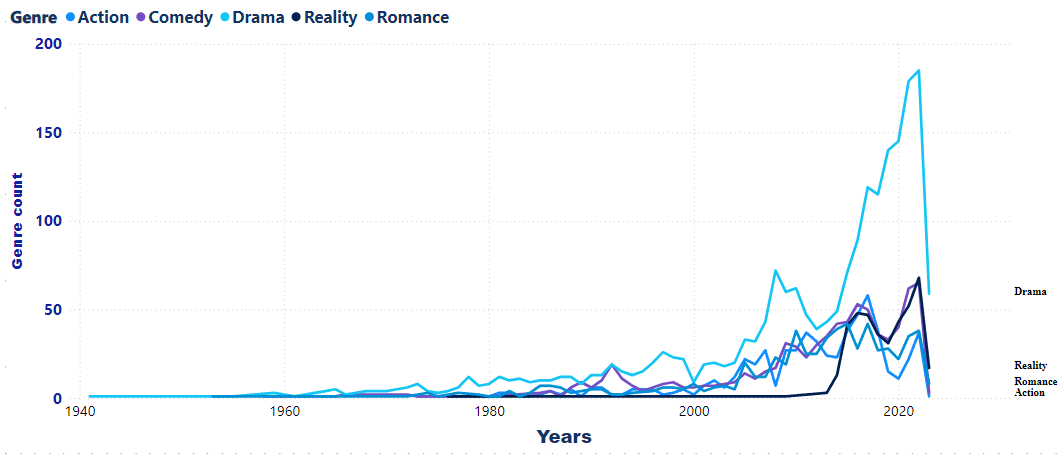 Genre Action Comedy Drama Reality Romance
200
150
100
50
0
Genre count
1940 1960 1980 2000 2020
Years
Drama
Reality
Romance
Action